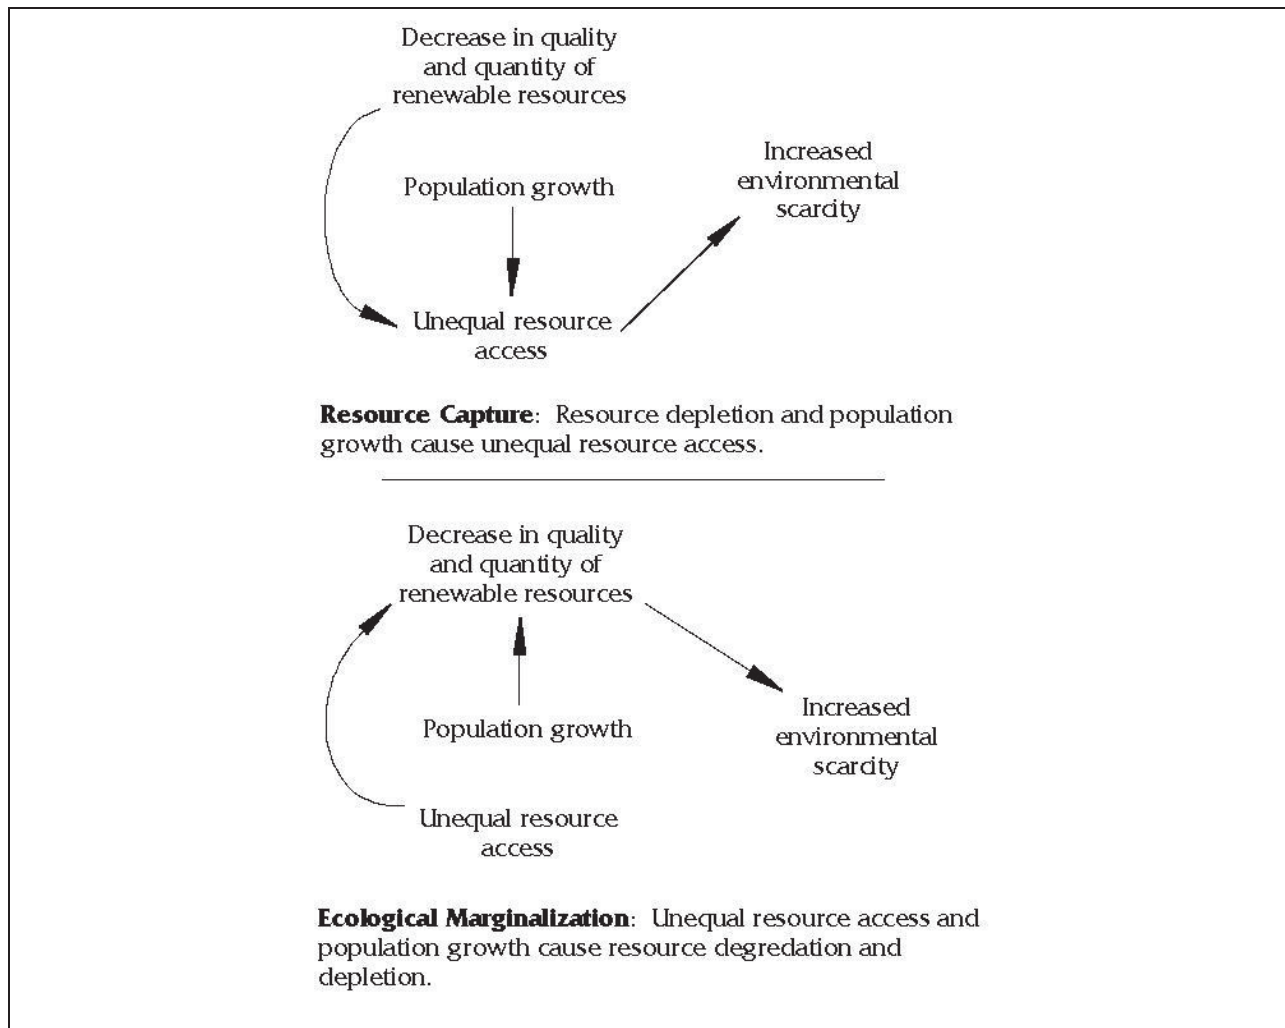 Decrease in quality
and quantity of
renewable resources
Population growth
Increased
environmental
scarcity
Unequal resource
access
Resource Capture: Resource depletion and population
growth cause unequal resource access.
Decrease in quality
and quantity of
renewable resources
Population growth
Increased
environmental
scarcity
Unequal resource
access
Ecological Marginalization: Unequal resource access and
population growth cause resource degredation and
depletion.